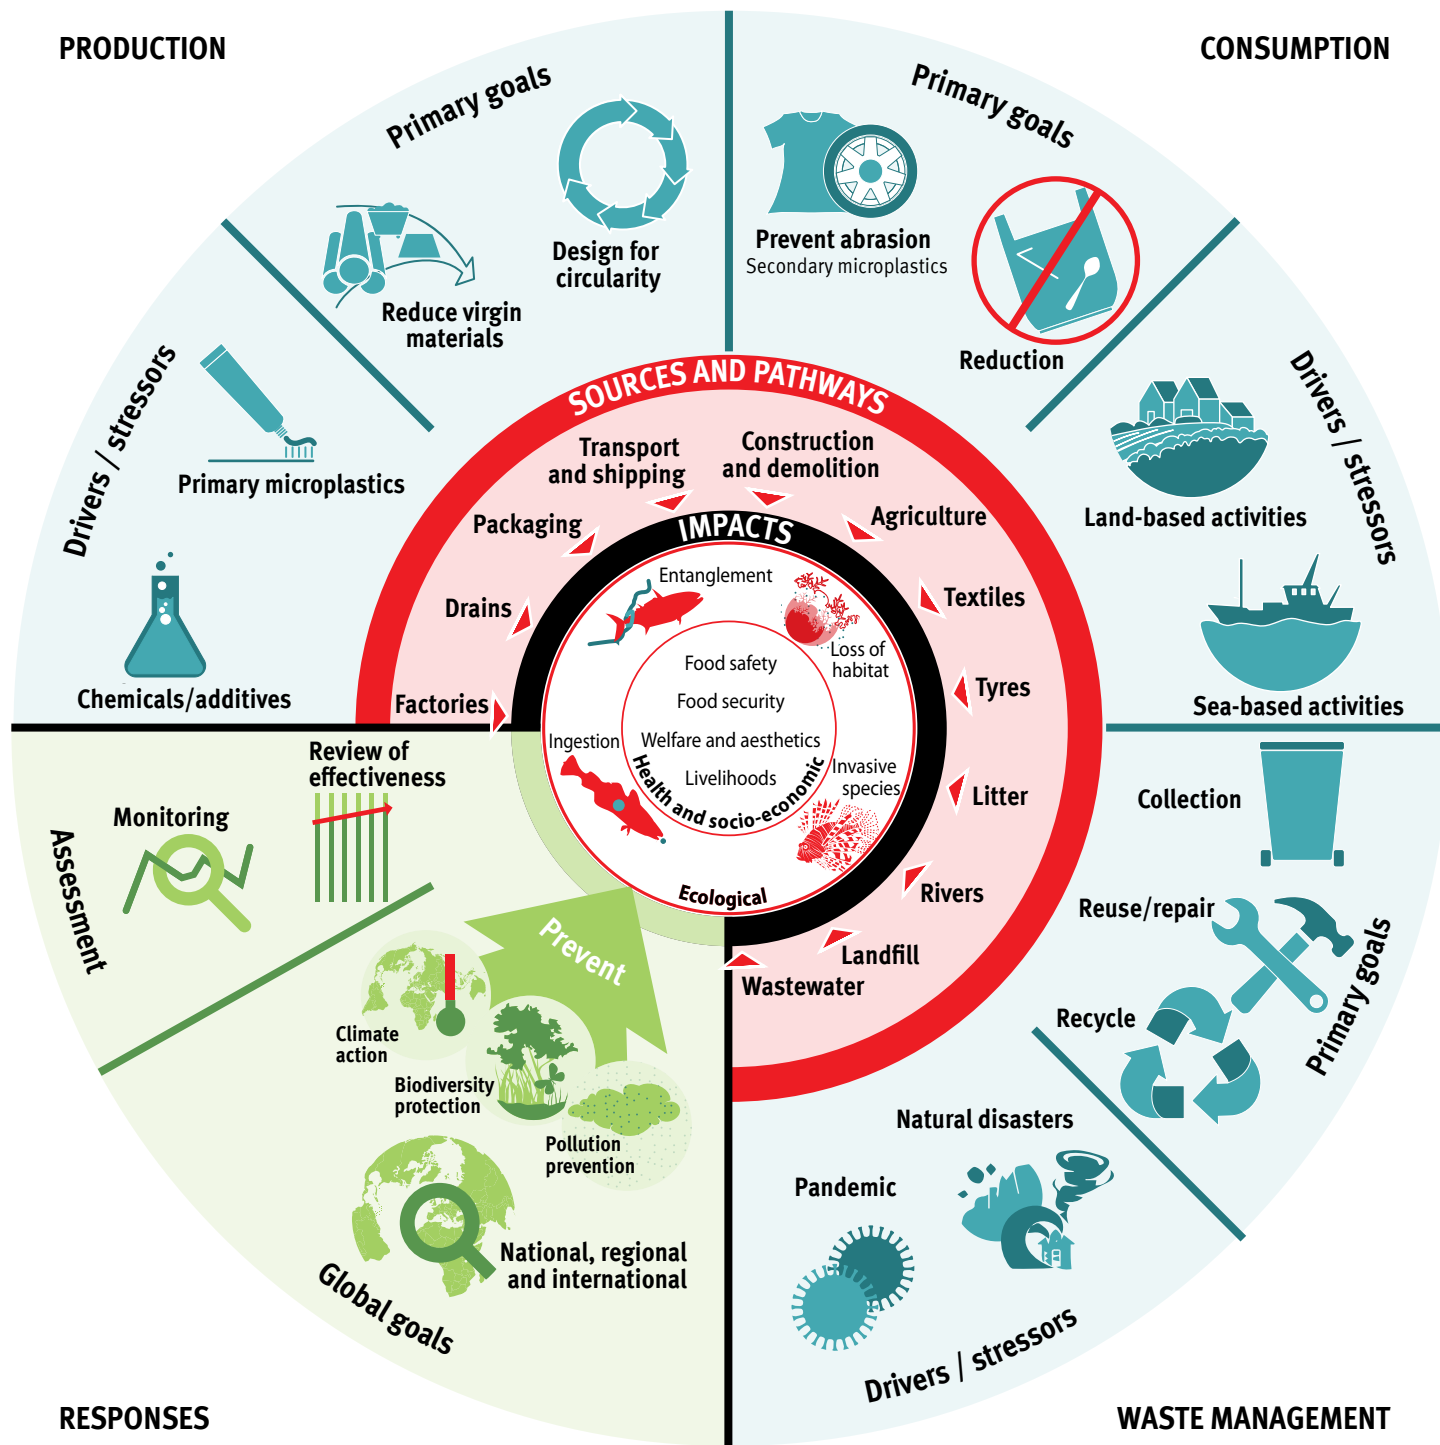 PRODUCTION
CONSUMPTION
Primary goals
Design for
circularity
Reduce virgin
materials
Drivers / stressors
Primary microplastics
Chemicals/additives
Primary goals
Prevent abrasion
Secondary microplastics
Reduction
Drivers / stressors
Land-based activities
Sea-based activities
SOURCES AND PATHWAYS
Factories
Drains
Packaging
Transport
and shipping
Construction
and demolition
Agriculture
Textiles
Tyres
Litter
Rivers
Landfill
Wastewater
IMPACTS
Entanglement
Loss of
habitat
Ingestion
Invasive
species
Ecological
Food safety
Food security
Welfare and aesthetics
Livelihoods
Health and socio-economic
Collection
Reuse/repair
Recycle
Primary goals
Natural disasters
Pandemic
Drivers / stressors
Review of
effectiveness
Monitoring
Assessment
Prevent
Climate
action
Biodiversity
protection
Pollution
prevention
National, regional
and international
Global goals
RESPONSES
WASTE MANAGEMENT